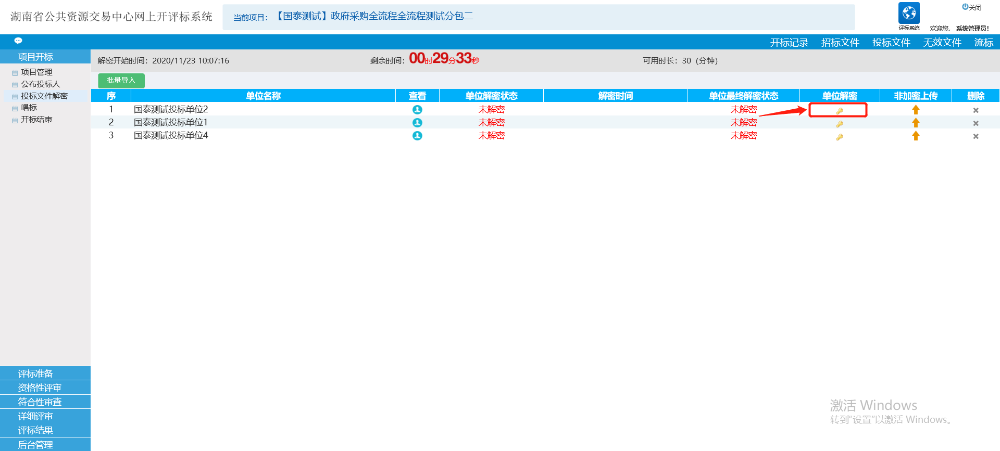 湖南省公共资源交易中心网上开评标系统
当前项目：【国泰测试】政府采购全流程全流程测试分包二
评标系统
关闭
欢迎您， 系统管理员!
开标记录 招标文件 投标文件 无效文件 流标
项目开标
项目管理
公布投标人
投标文件解密
唱标
开标结束
评标准备
资格性评审
符合性审查
详细评审
评标结果
后台管理
解密开始时间：2020/11/23 10:07:16 剩余时间：00时29分33秒 可用时长：30（分钟）
批量导入
序 单位名称 查看 单位解密状态 解密时间 单位最终解密状态 单位解密 非加密上传 删除
1 国泰测试投标单位2 未解密 未解密
2 国泰测试投标单位1 未解密 未解密
3 国泰测试投标单位4 未解密 未解密
激活 Windows
转到“设置”以激活 Windows。